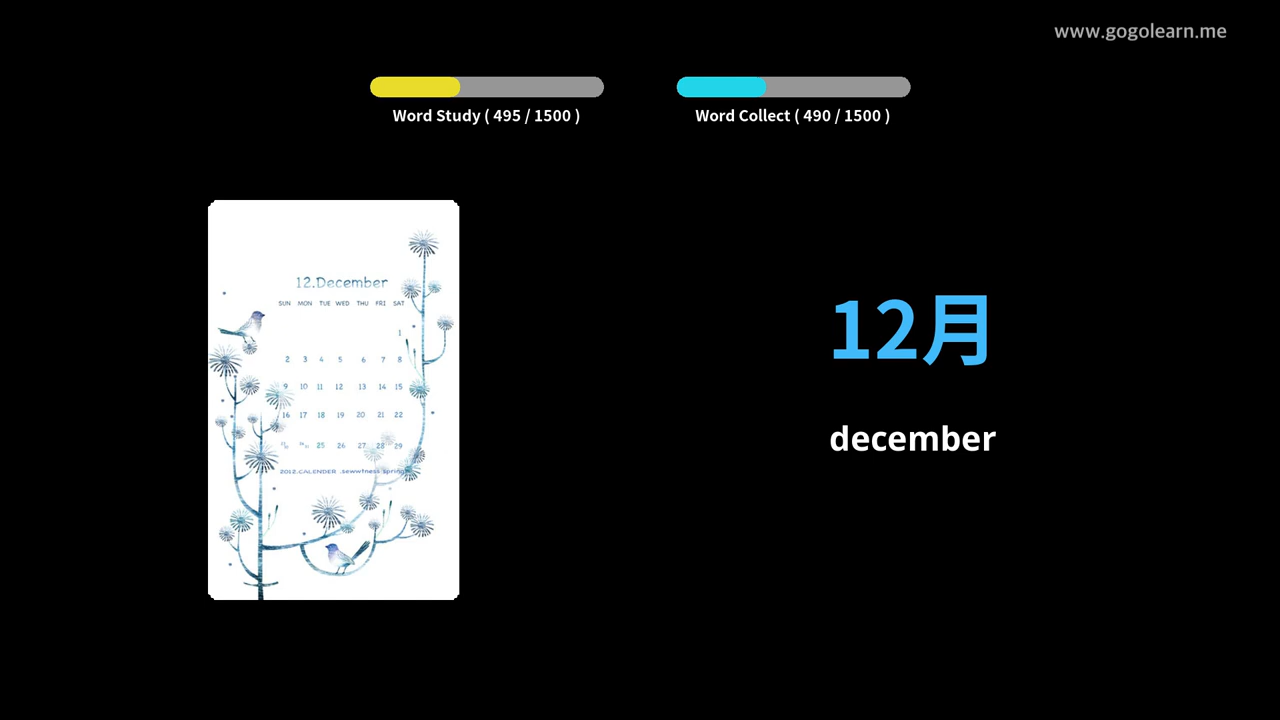 www.gogolearn.me
Word Study ( 495 / 1500 )
Word Collect ( 490 / 1500 )
12.December
SUN MON TUE WED THU FRI SAT
1
2 3 4 5 6 7 8
9 10 11 12 13 14 15
16 17 18 19 20 21 22
25 26 27 28 29
2012.CALENDER
12月
december